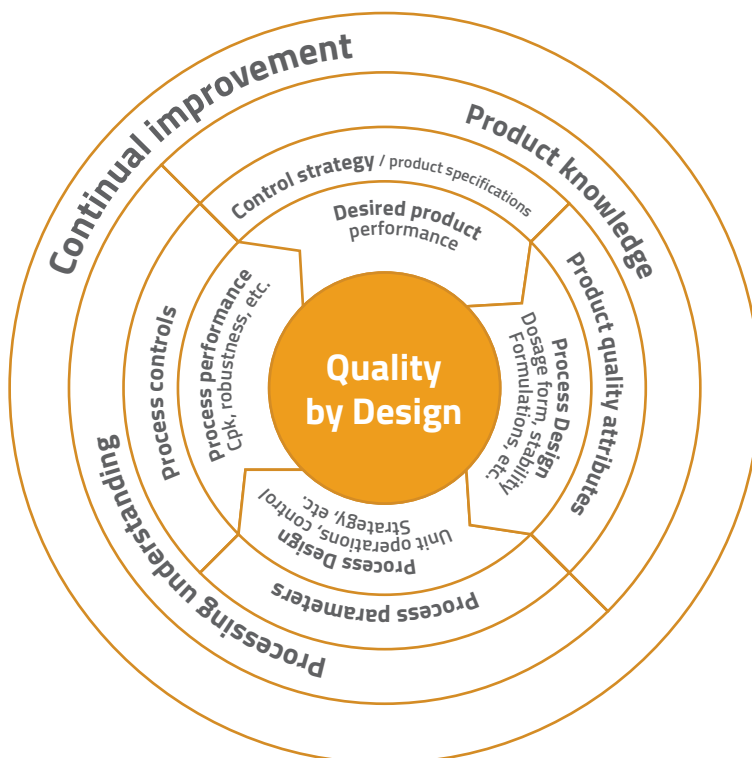 Continual improvement
Product knowledge
Control strategy / product specifications
Desired product
performance
Product quality attributes
Process Design
Dosage form, stability
Formulations, etc.
Quality
by Design
Process performance
Cpk, robustness, etc.
Process controls
Process Design
Unit operations, control
Strategy, etc.
Process parameters
Processing understanding